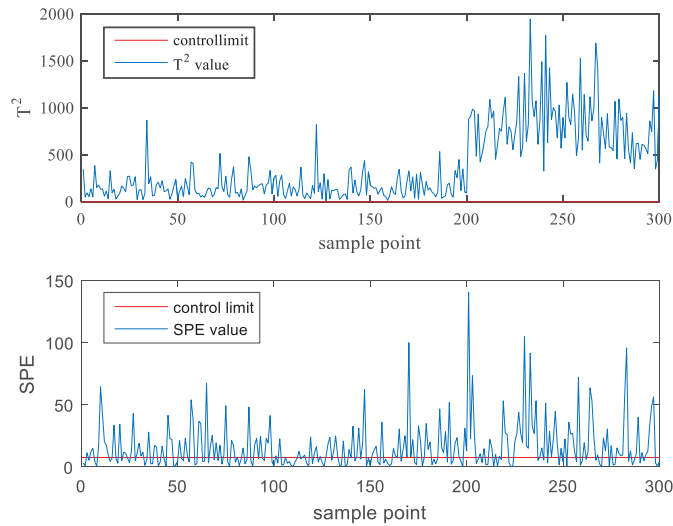 2000
1500
1000
500
0
T²
controllimit
T² value
0 50 100 150 200 250 300
sample point
150
100
50
0
SPE
control limit
SPE value
0 50 100 150 200 250 300
sample point